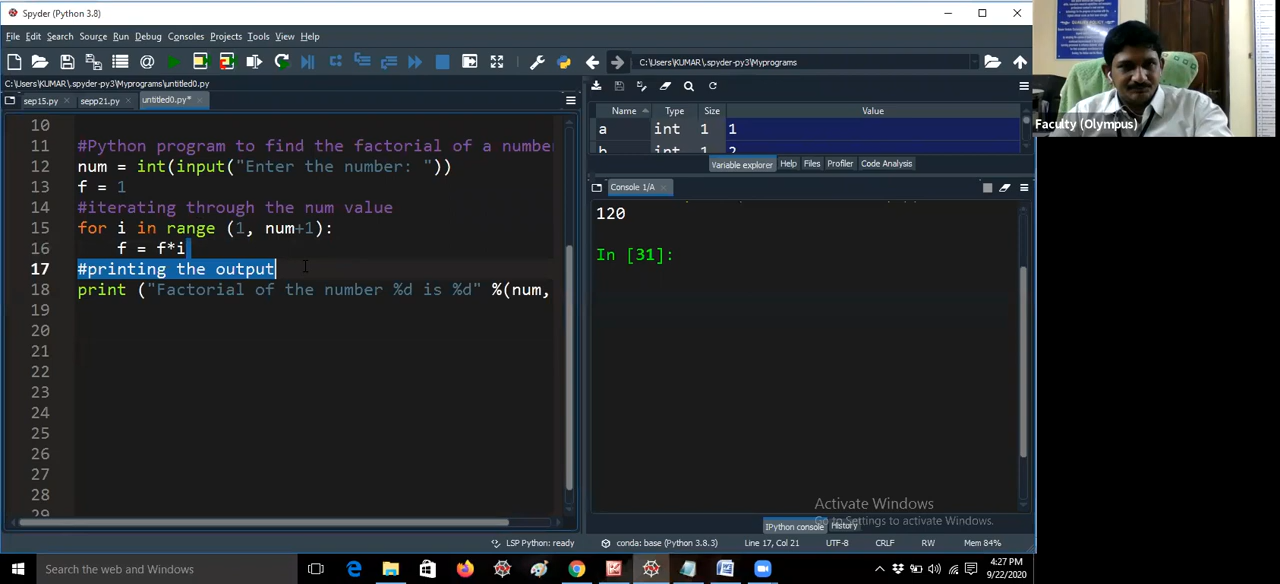 Spyder (Python 3.8)
File Edit Search Source Run Debug Consoles Projects Tools View Help
C:\Users\KUMAR\.spyder-py3\Myprograms
C:\Users\KUMAR\.spyder-py3\Myprograms\untitled0.py
sep15.py
sepp21.py
untitled0.py*
10
11 #Python program to find the factorial of a number
12 num = int(input("Enter the number: "))
13 f = 1
14 #iterating through the num value
15 for i in range (1, num+1):
16 f = f*i
17 #printing the output
18 print ("Factorial of the number %d is %d" %(num,
19
20
21
22
23
24
25
26
27
28
29
Name Type Size Value
a int 1 1
b int 1 2
Variable explorer Help Files Profiler Code Analysis
Console 1/A
120
In [31]:
Activate Windows
Go to Settings to activate Windows.
IPython console History
LSP Python: ready conda: base (Python 3.8.3) Line 17, Col 21 UTF-8 CRLF RW Mem 84%
Search Windows
4:27 PM
9/22/2020
Faculty (Olympus)